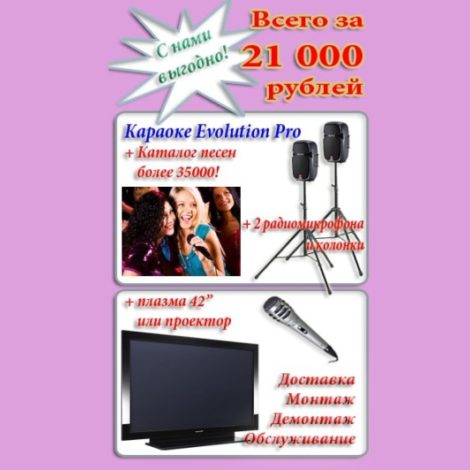 С нами
выгодно!
Всего за
21 000
рублей
Караоке Evolution Pro
+ Каталог песен
более 35000!
+ 2 радиомикрофона
и колонки
+ плазма 42”
или проектор
Доставка
Монтаж
Демонтаж
Обслуживание